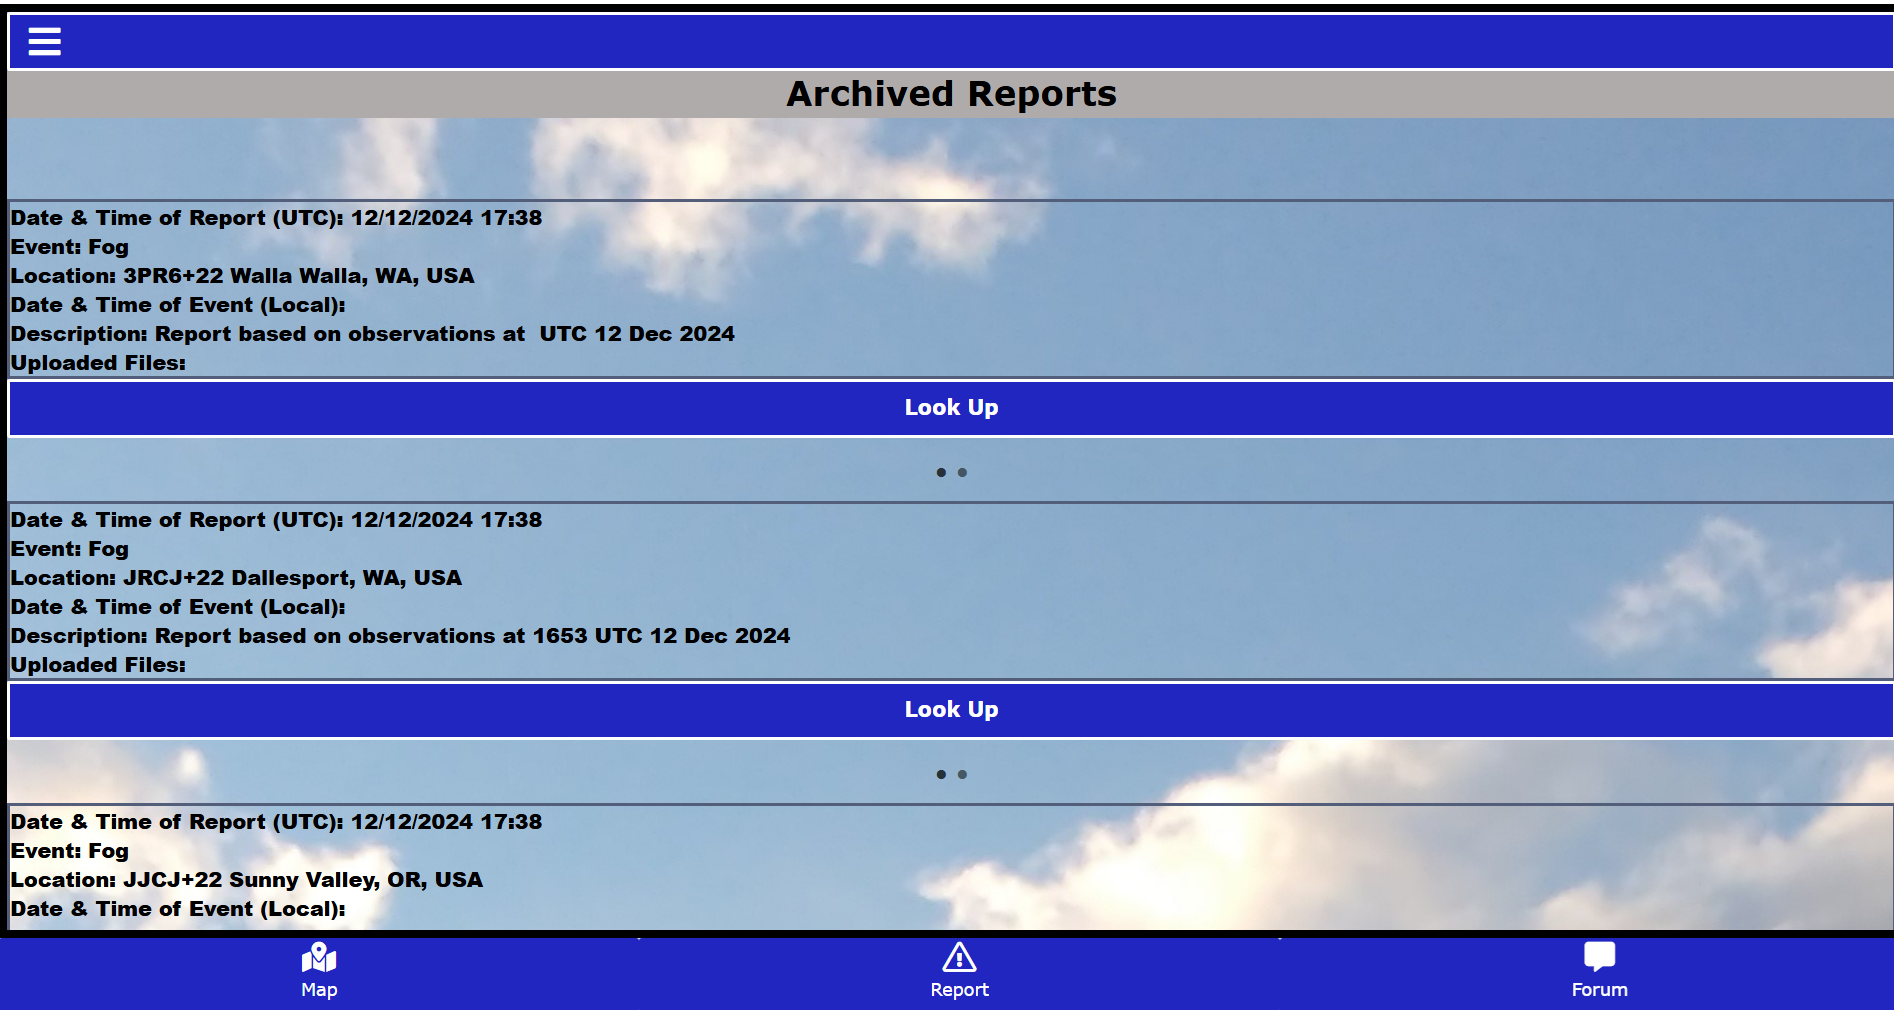 Archived Reports
Date & Time of Report (UTC): 12/12/2024 17:38
Event: Fog
Location: 3PR6+22 Walla Walla, WA, USA
Date & Time of Event (Local):
Description: Report based on observations at  UTC 12 Dec 2024
Uploaded Files:
Look Up
Date & Time of Report (UTC): 12/12/2024 17:38
Event: Fog
Location: JRCJ+22 Dallesport, WA, USA
Date & Time of Event (Local):
Description: Report based on observations at 1653 UTC 12 Dec 2024
Uploaded Files:
Look Up
Date & Time of Report (UTC): 12/12/2024 17:38
Event: Fog
Location: JJCJ+22 Sunny Valley, OR, USA
Date & Time of Event (Local):
Map
Report
Forum